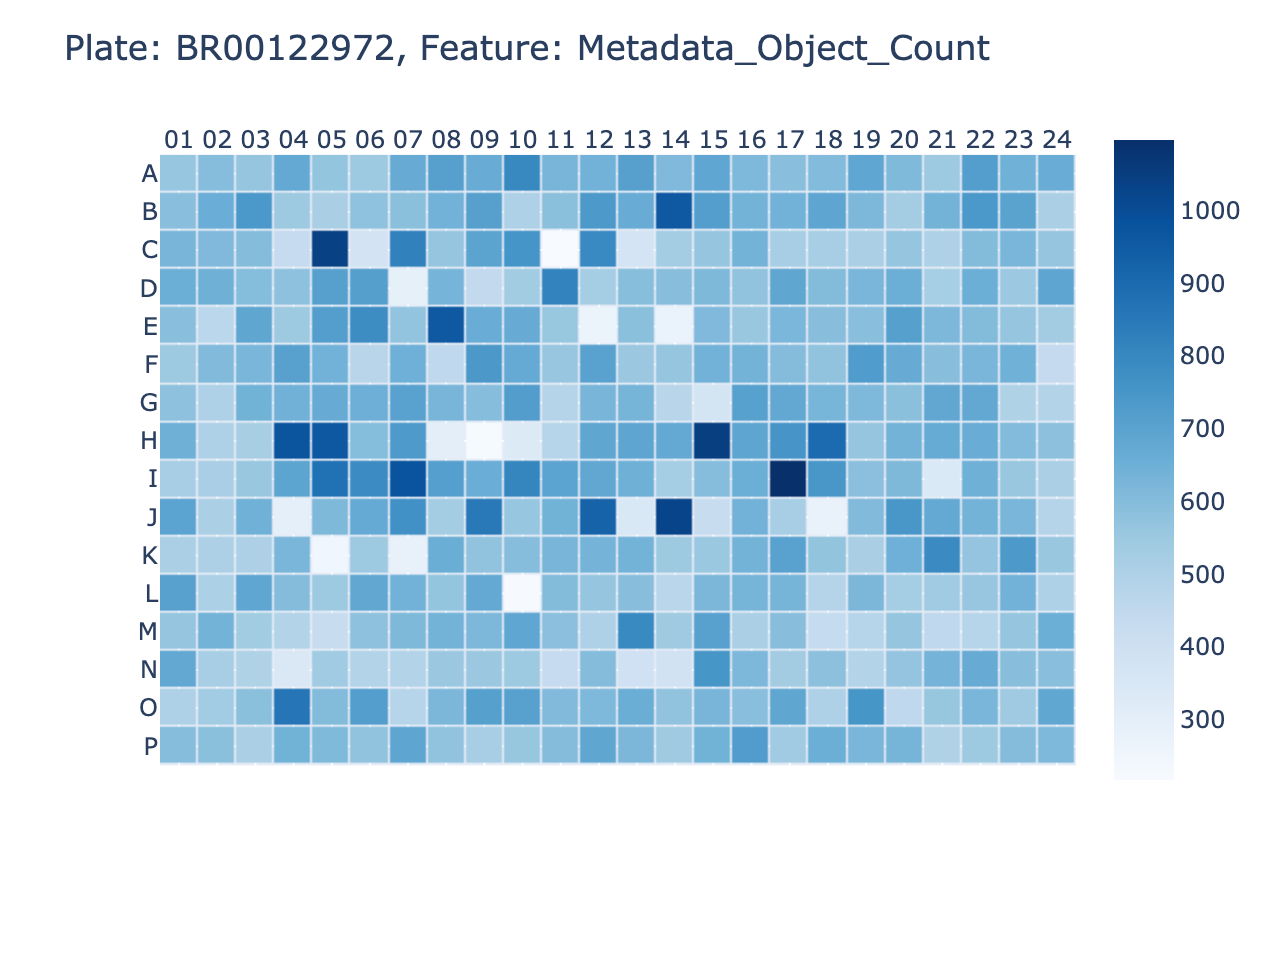 Plate: BR00122972, Feature: Metadata_Object_Count
01 02 03 04 05 06 07 08 09 10 11 12 13 14 15 16 17 18 19 20 21 22 23 24
A
B
C
D
E
F
G
H
I
J
K
L
M
N
O
P
1000
900
800
700
600
500
400
300